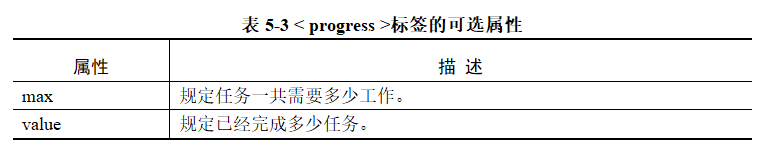 表 5-3 < progress >标签的可选属性
属性 描 述
max 规定任务一共需要多少工作。
value 规定已经完成多少任务。